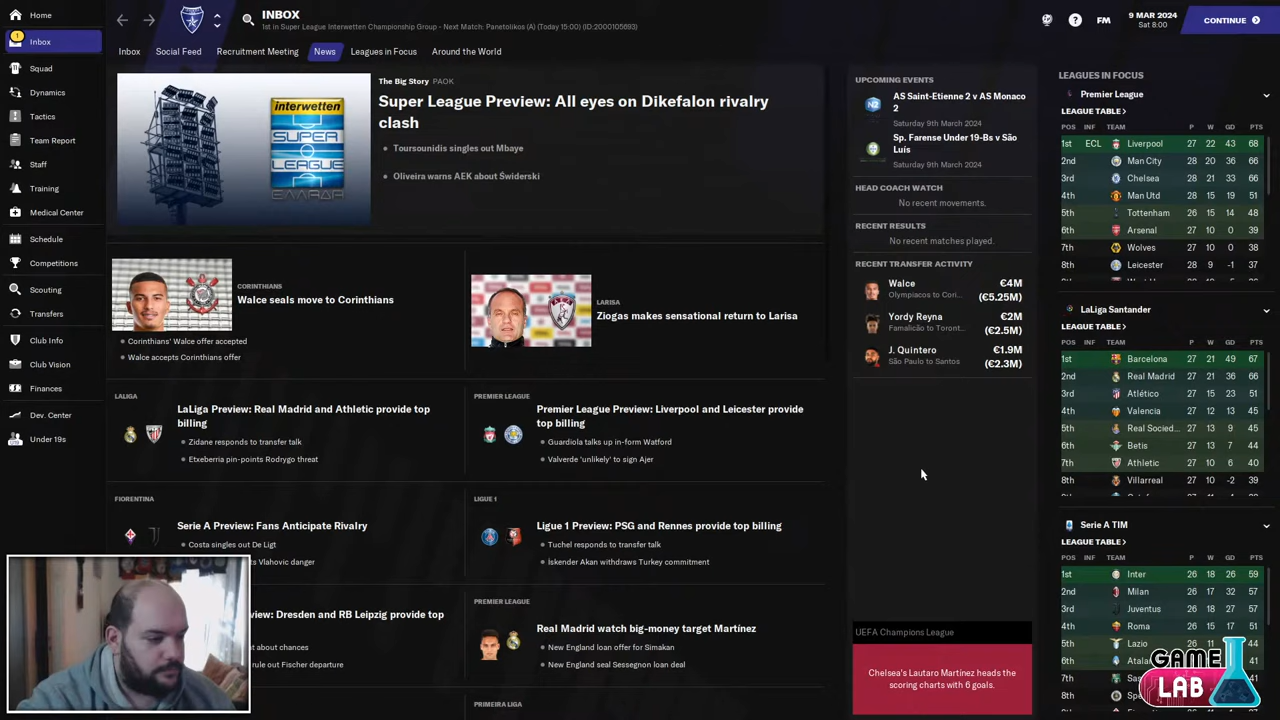 Home
Inbox
1
Squad
Dynamics
Tactics
Team Report
Staff
Training
Medical Center
Schedule
Competitions
Scouting
Transfers
Club Info
Club Vision
Finances
Dev. Center
Under 19s
INBOX
1st in Super League Interwetten Championship Group - Next Match: Panetolikos (A) (Today 15:00) (ID:2000105693)
FM
9 MAR 2024
Sat 8:00
CONTINUE
Inbox
Social Feed
Recruitment Meeting
News
Leagues in Focus
Around the World
interwetten
SUPER
LEAGUE
ΕΛΛΑΔΑ
The Big Story PAOK
Super League Preview: All eyes on Dikefalon rivalry
clash
Toursounidis singles out Mbaye
Oliveira warns AEK about Świderski
CORINTHIANS
Walce seals move to Corinthians
Corinthians' Walce offer accepted
Walce accepts Corinthians offer
LARISA
Ziogas makes sensational return to Larisa
LALIGA
LaLiga Preview: Real Madrid and Athletic provide top
billing
Zidane responds to transfer talk
Etxeberria pin-points Rodrygo threat
PREMIER LEAGUE
Premier League Preview: Liverpool and Leicester provide
top billing
Guardiola talks up in-form Watford
Valverde 'unlikely' to sign Ajer
FIORENTINA
Serie A Preview: Fans Anticipate Rivalry
Costa singles out De Ligt
Vlahovic danger
LIGUE 1
Ligue 1 Preview: PSG and Rennes provide top billing
Tuchel responds to transfer talk
İskender Akan withdraws Turkey commitment
view: Dresden and RB Leipzig provide top
about chances
rule out Fischer departure
PREMIER LEAGUE
Real Madrid watch big-money target Martínez
New England loan offer for Simakan
New England seal Sessegnon loan deal
PRIMEIRA LIGA
UPCOMING EVENTS
AS Saint-Etienne 2 v AS Monaco
2
Saturday 9th March 2024
Sp. Farense Under 19-Bs v São
Luís
Saturday 9th March 2024
HEAD COACH WATCH
No recent movements.
RECENT RESULTS
No recent matches played.
RECENT TRANSFER ACTIVITY
Walce €4M
Olympiacos to Cori... (€5.25M)
Yordy Reyna €2M
Famalicão to Toront... (€2.5M)
J. Quintero €1.9M
São Paulo to Santos (€2.3M)
UEFA Champions League
Chelsea's Lautaro Martínez heads the
scoring charts with 6 goals.
LEAGUES IN FOCUS
Premier League
LEAGUE TABLE
POS INF TEAM P W GD PTS
1st ECL Liverpool 27 22 43 68
2nd Man City 28 20 36 66
3rd Chelsea 28 21 33 66
4th Man Utd 28 15 19 51
5th Tottenham 26 15 14 48
6th Arsenal 27 10 0 39
7th Wolves 27 10 0 38
8th Leicester
LaLiga Santander
LEAGUE TABLE
POS INF TEAM P W GD PTS
1st Barcelona 27 21 49 67
2nd Real Madrid 27 21 36 66
3rd Atlético 27 15 23 51
4th Valencia 27 12 13 45
5th Real Socied... 27 13 9 45
6th Betis 27 13 7 44
7th Athletic 27 10 6 40
8th Villarreal 27 10 -2 39
Serie A TIM
LEAGUE TABLE
POS INF TEAM P W GD PTS
1st Inter 26 18 26 59
2nd Milan 26 17 32 57
3rd Juventus 26 18 27 57
4th Roma 26 15 17 51
5th Lazio
6th Atala
7th
8th
GAME
LAB